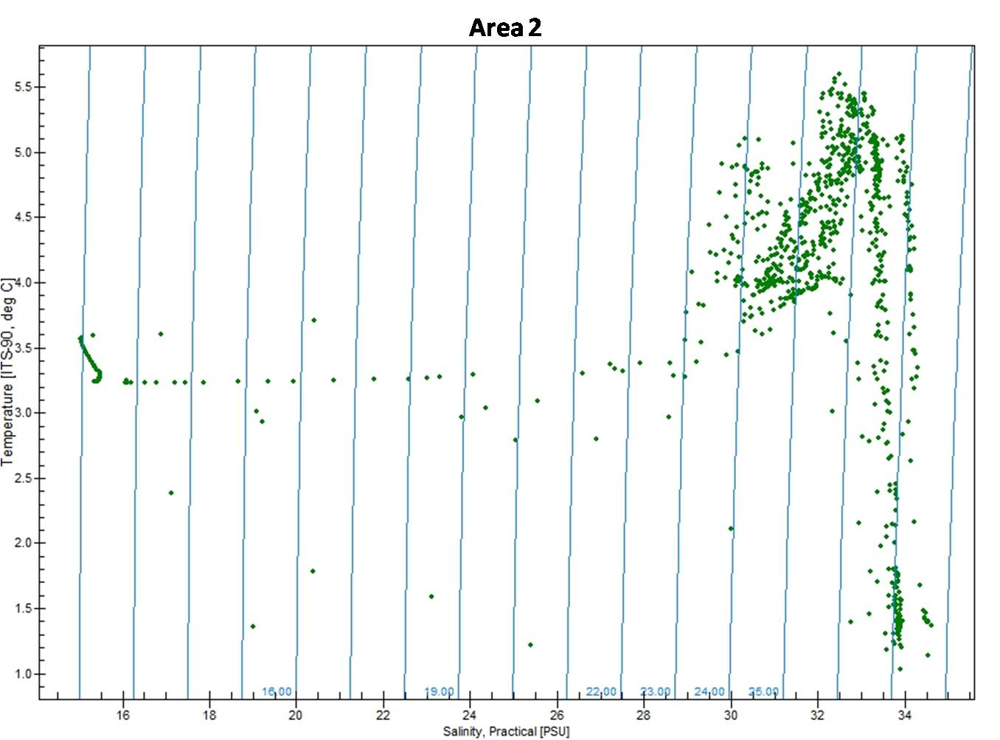 Area 2
5.5
5.0
4.5
4.0
3.5
3.0
2.5
2.0
1.5
1.0
Temperature [ITS-90, deg C]
16.00 19.00 22.00 23.00 24.00 25.00
16 18 20 22 24 26 28 30 32 34
Salinity, Practical [PSU]